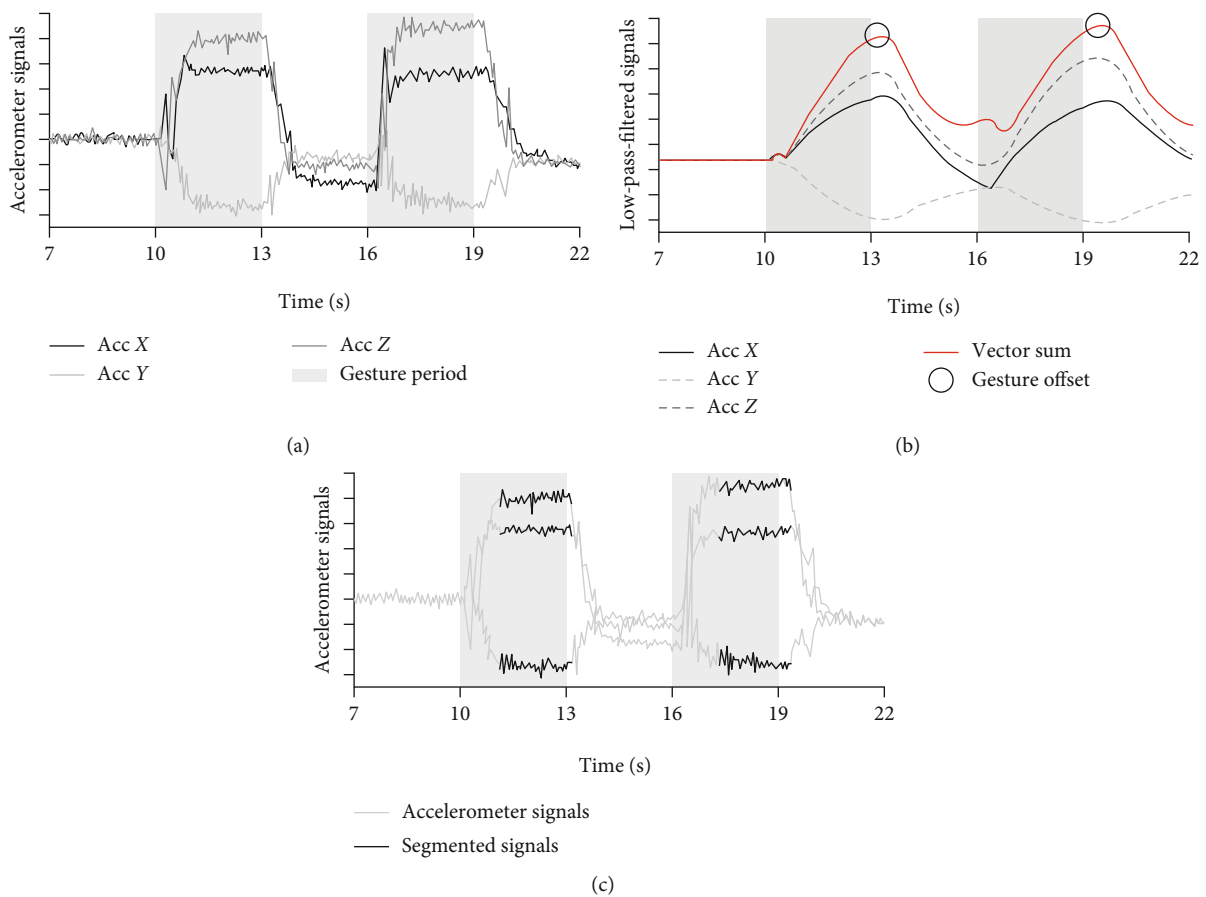 Accelerometer signals
7 10 13 16 19 22
Time (s)
Acc X
Acc Y
Acc Z
Gesture period
(a)
Low-pass-filtered signals
7 10 13 16 19 22
Time (s)
Acc X
Acc Y
Acc Z
Vector sum
Gesture offset
(b)
Accelerometer signals
7 10 13 16 19 22
Time (s)
Accelerometer signals
Segmented signals
(c)